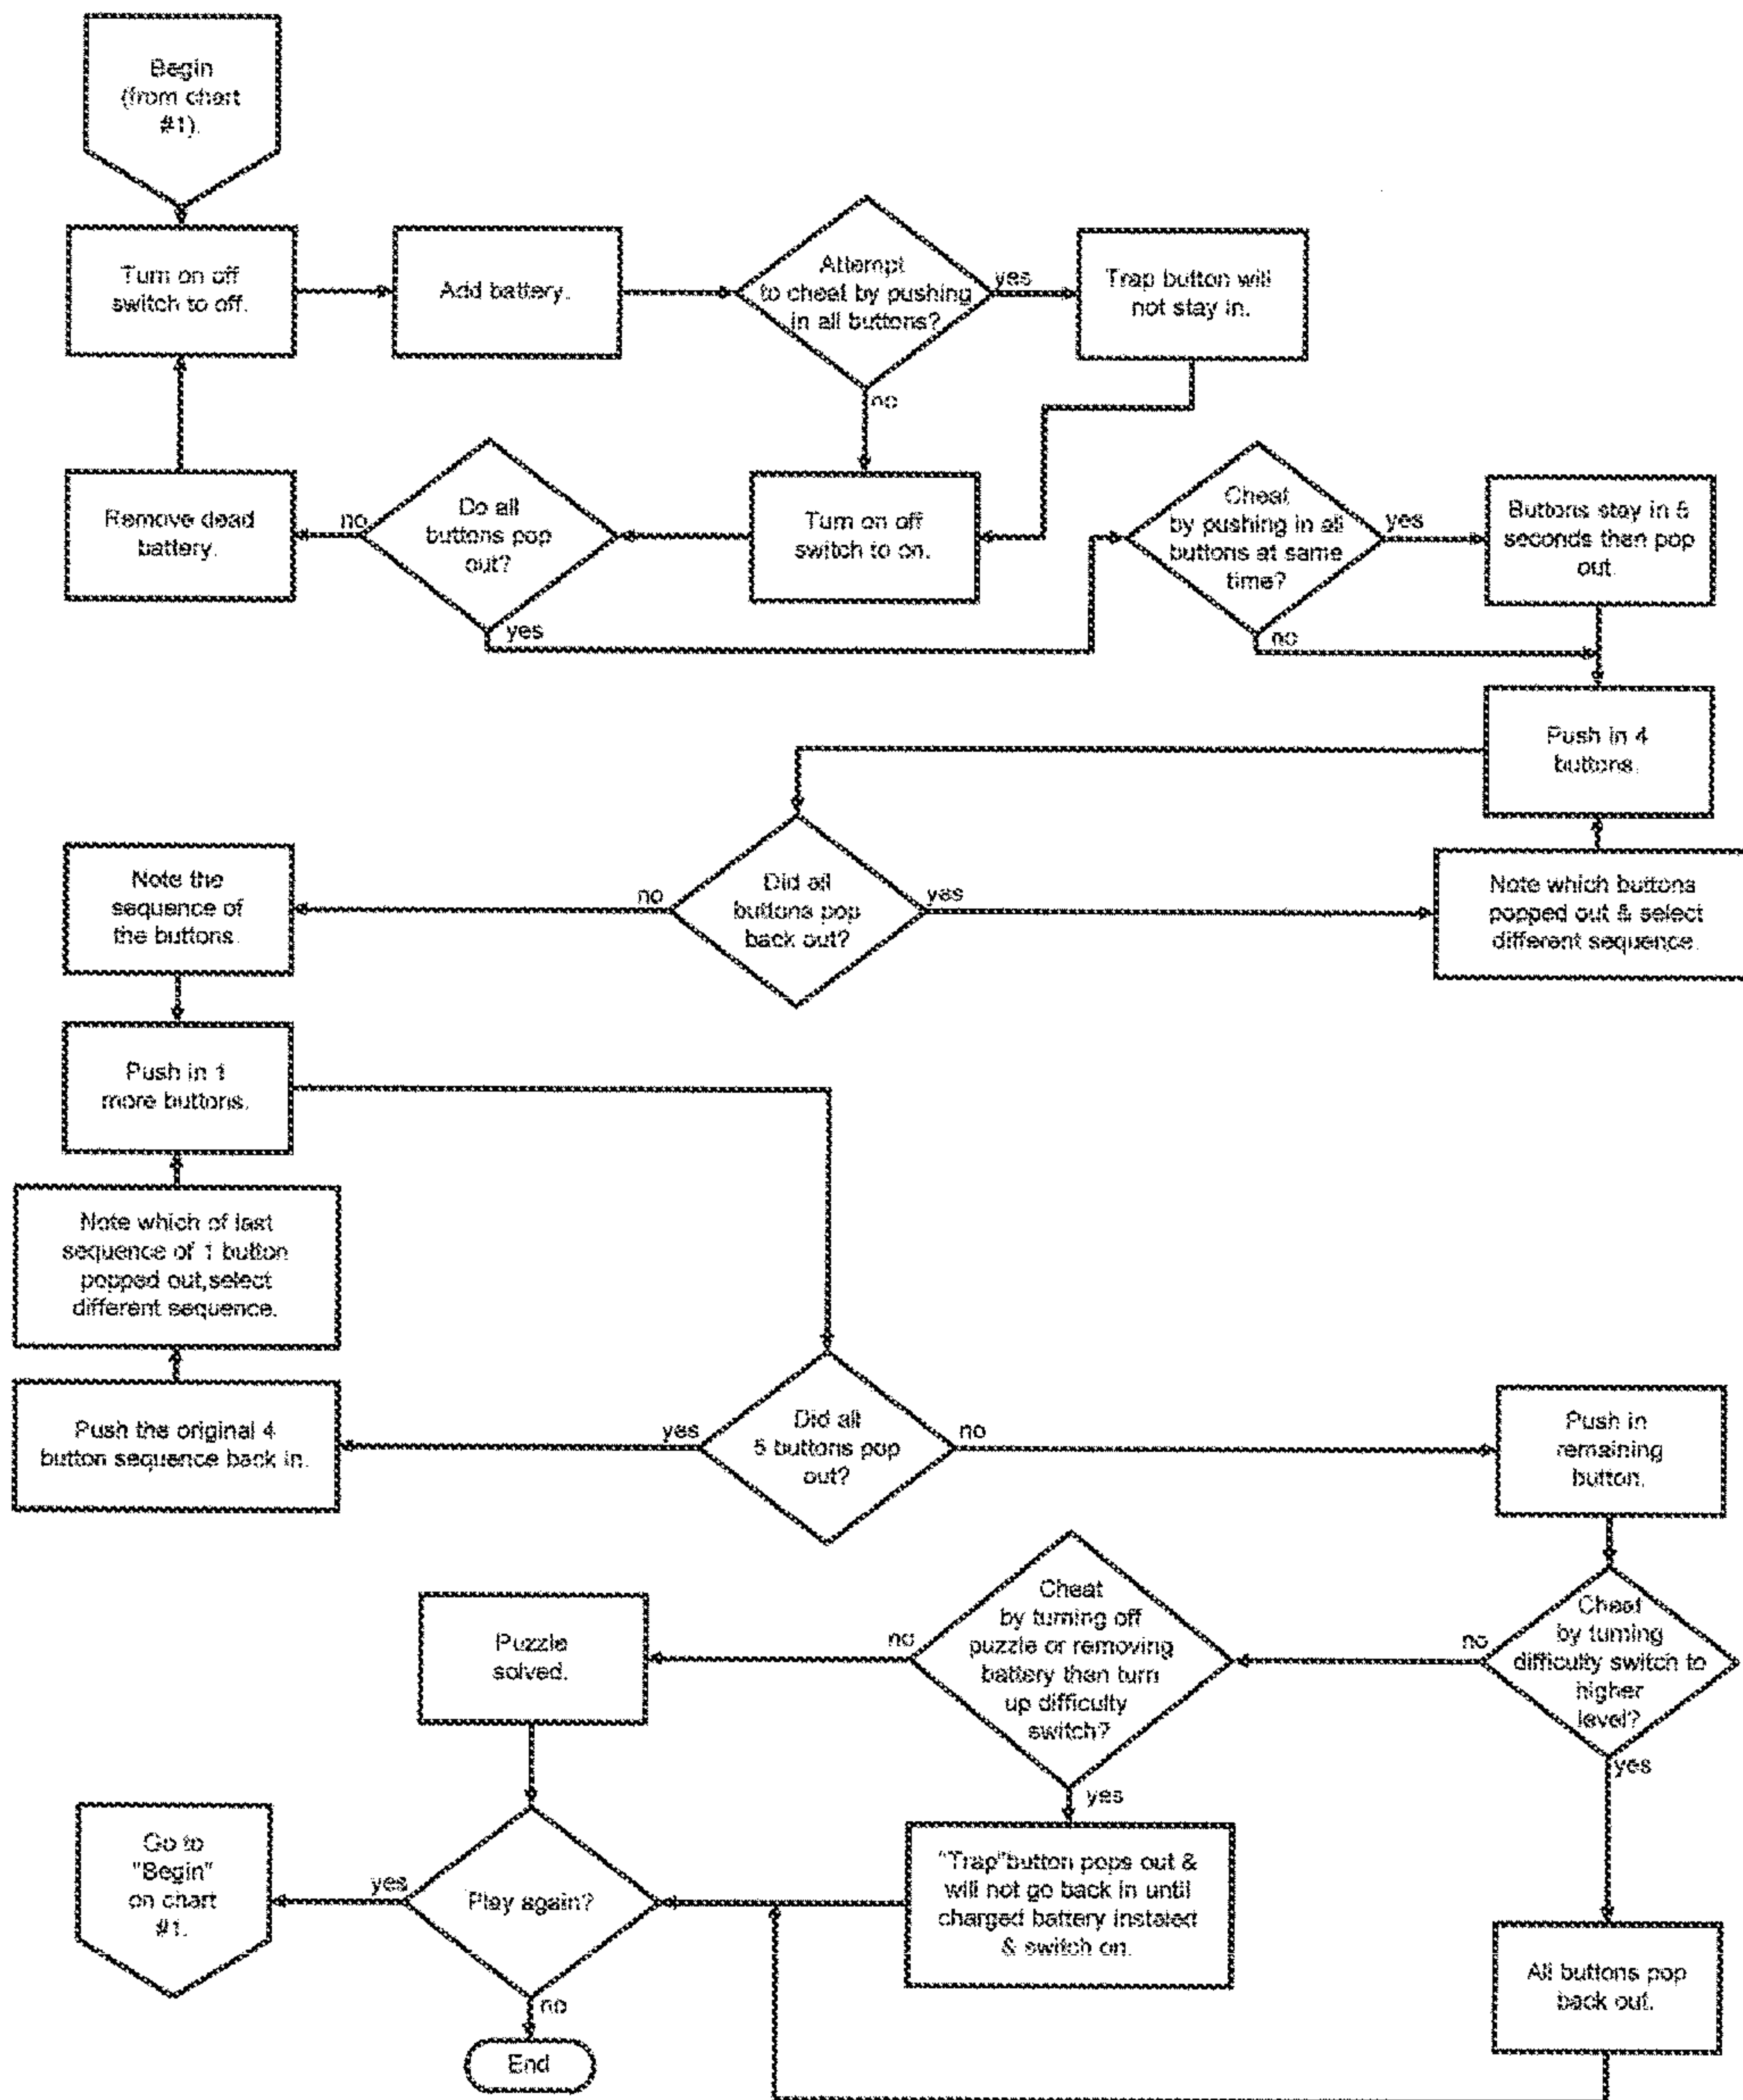 Begin
(from chart
#1).
Turn on off
switch to off.
Add battery.
Attempt
to cheat by pushing
in all buttons?
yes
Trap button will
not stay in.
no
Remove dead
battery.
no
Do all
buttons pop
out?
yes
Turn on off
switch to on.
Cheat
by pushing in all
buttons at same
time?
yes
no
Buttons stay in 5
seconds then pop
out.
Push in 4
buttons.
Note the
sequence of
the buttons.
no
Did all
buttons pop
back out?
yes
Note which buttons
popped out & select
different sequence.
Push in 1
more buttons.
Note which of last
sequence of 1 button
popped out,select
different sequence.
Push the original 4
button sequence back in.
yes
Did all
5 buttons pop
out?
no
Push in
remaining
button.
Puzzle
solved.
no
Cheat
by turning off
puzzle or removing
battery then turn
up difficulty
switch?
yes
no
Cheat
by turning
difficulty switch to
higher
level?
yes
Go to
"Begin"
on chart
#1.
yes
Play again?
no
"Trap"button pops out &
will not go back in until
charged battery instaled
& switch on.
All buttons pop
back out.
End